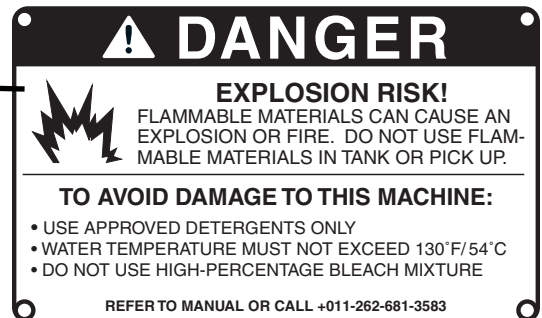 DANGER
EXPLOSION RISK!
FLAMMABLE MATERIALS CAN CAUSE AN
EXPLOSION OR FIRE. DO NOT USE FLAM-
MABLE MATERIALS IN TANK OR PICK UP.
TO AVOID DAMAGE TO THIS MACHINE:
• USE APPROVED DETERGENTS ONLY
• WATER TEMPERATURE MUST NOT EXCEED 130˚F/54˚C
• DO NOT USE HIGH-PERCENTAGE BLEACH MIXTURE
REFER TO MANUAL OR CALL +011-262-681-3583